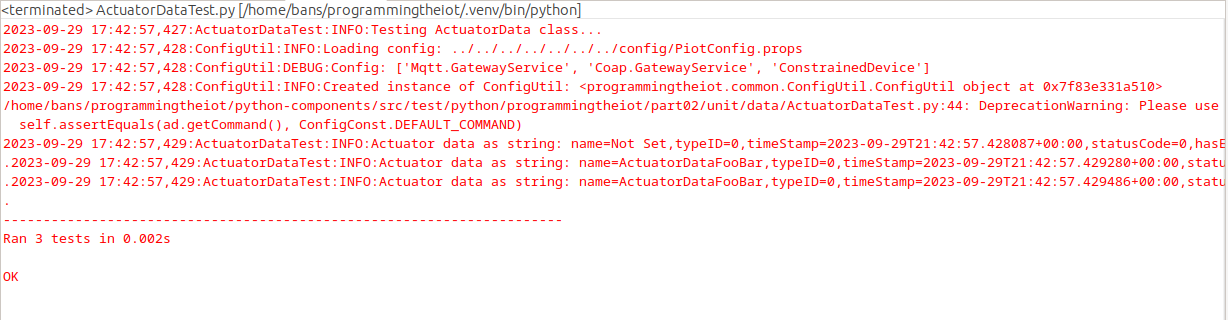 <terminated> ActuatorDataTest.py [/home/bans/programmingtheiot/.venv/bin/python]
2023-09-29 17:42:57,427:ActuatorDataTest:INFO:Testing ActuatorData class...
2023-09-29 17:42:57,428:ConfigUtil:INFO:Loading config: ../../../../../../../config/PiotConfig.props
2023-09-29 17:42:57,428:ConfigUtil:DEBUG:Config: ['Mqtt.GatewayService', 'Coap.GatewayService', 'ConstrainedDevice']
2023-09-29 17:42:57,428:ConfigUtil:INFO:Created instance of ConfigUtil: <programmingtheiot.common.ConfigUtil.ConfigUtil object at 0x7f83e331a510>
/home/bans/programmingtheiot/python-components/src/test/python/programmingtheiot/part02/unit/data/ActuatorDataTest.py:44: DeprecationWarning: Please use
self.assertEquals(ad.getCommand(), ConfigConst.DEFAULT_COMMAND)
2023-09-29 17:42:57,429:ActuatorDataTest:INFO:Actuator data as string: name=Not Set,typeID=0,timeStamp=2023-09-29T21:42:57.428087+00:00,statusCode=0,has
.2023-09-29 17:42:57,429:ActuatorDataTest:INFO:Actuator data as string: name=ActuatorDataFooBar,typeID=0,timeStamp=2023-09-29T21:42:57.429280+00:00,statu
.2023-09-29 17:42:57,429:ActuatorDataTest:INFO:Actuator data as string: name=ActuatorDataFooBar,typeID=0,timeStamp=2023-09-29T21:42:57.429486+00:00,statu
.
----------------------------------------------------------------------
Ran 3 tests in 0.002s
OK